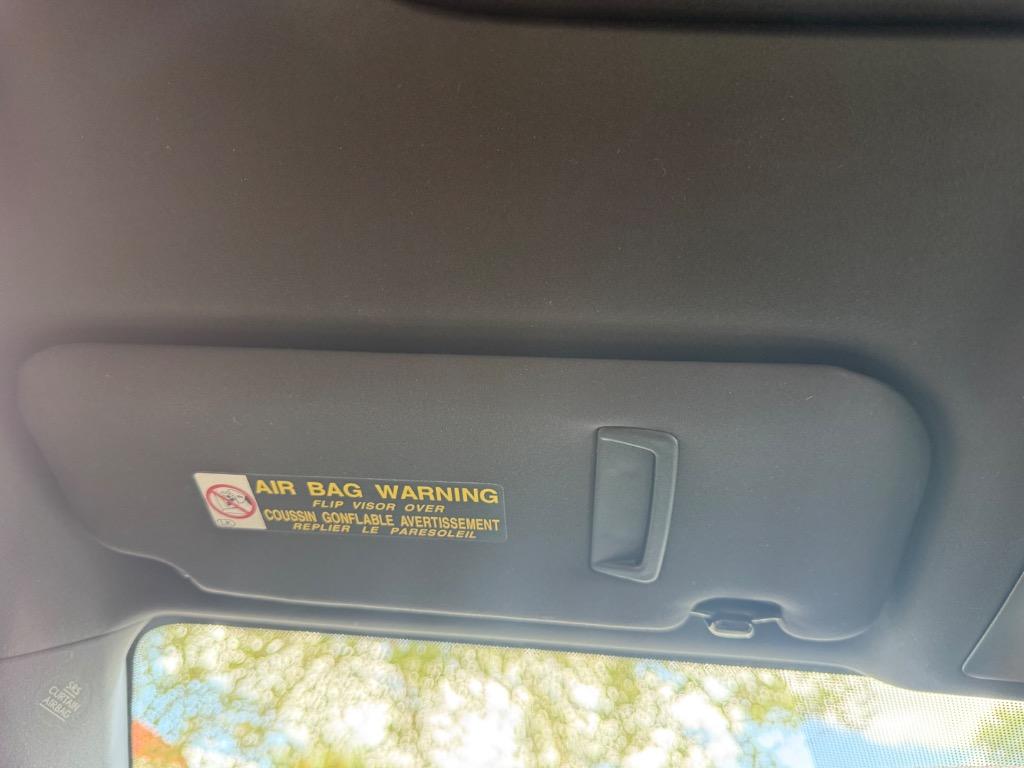 AIR BAG WARNING
FLIP VISOR OVER
COUSSIN GONFLABLE AVERTISSEMENT
REPLIER LE PARESOLEIL
SRS
CURTAIN
AIRBAG